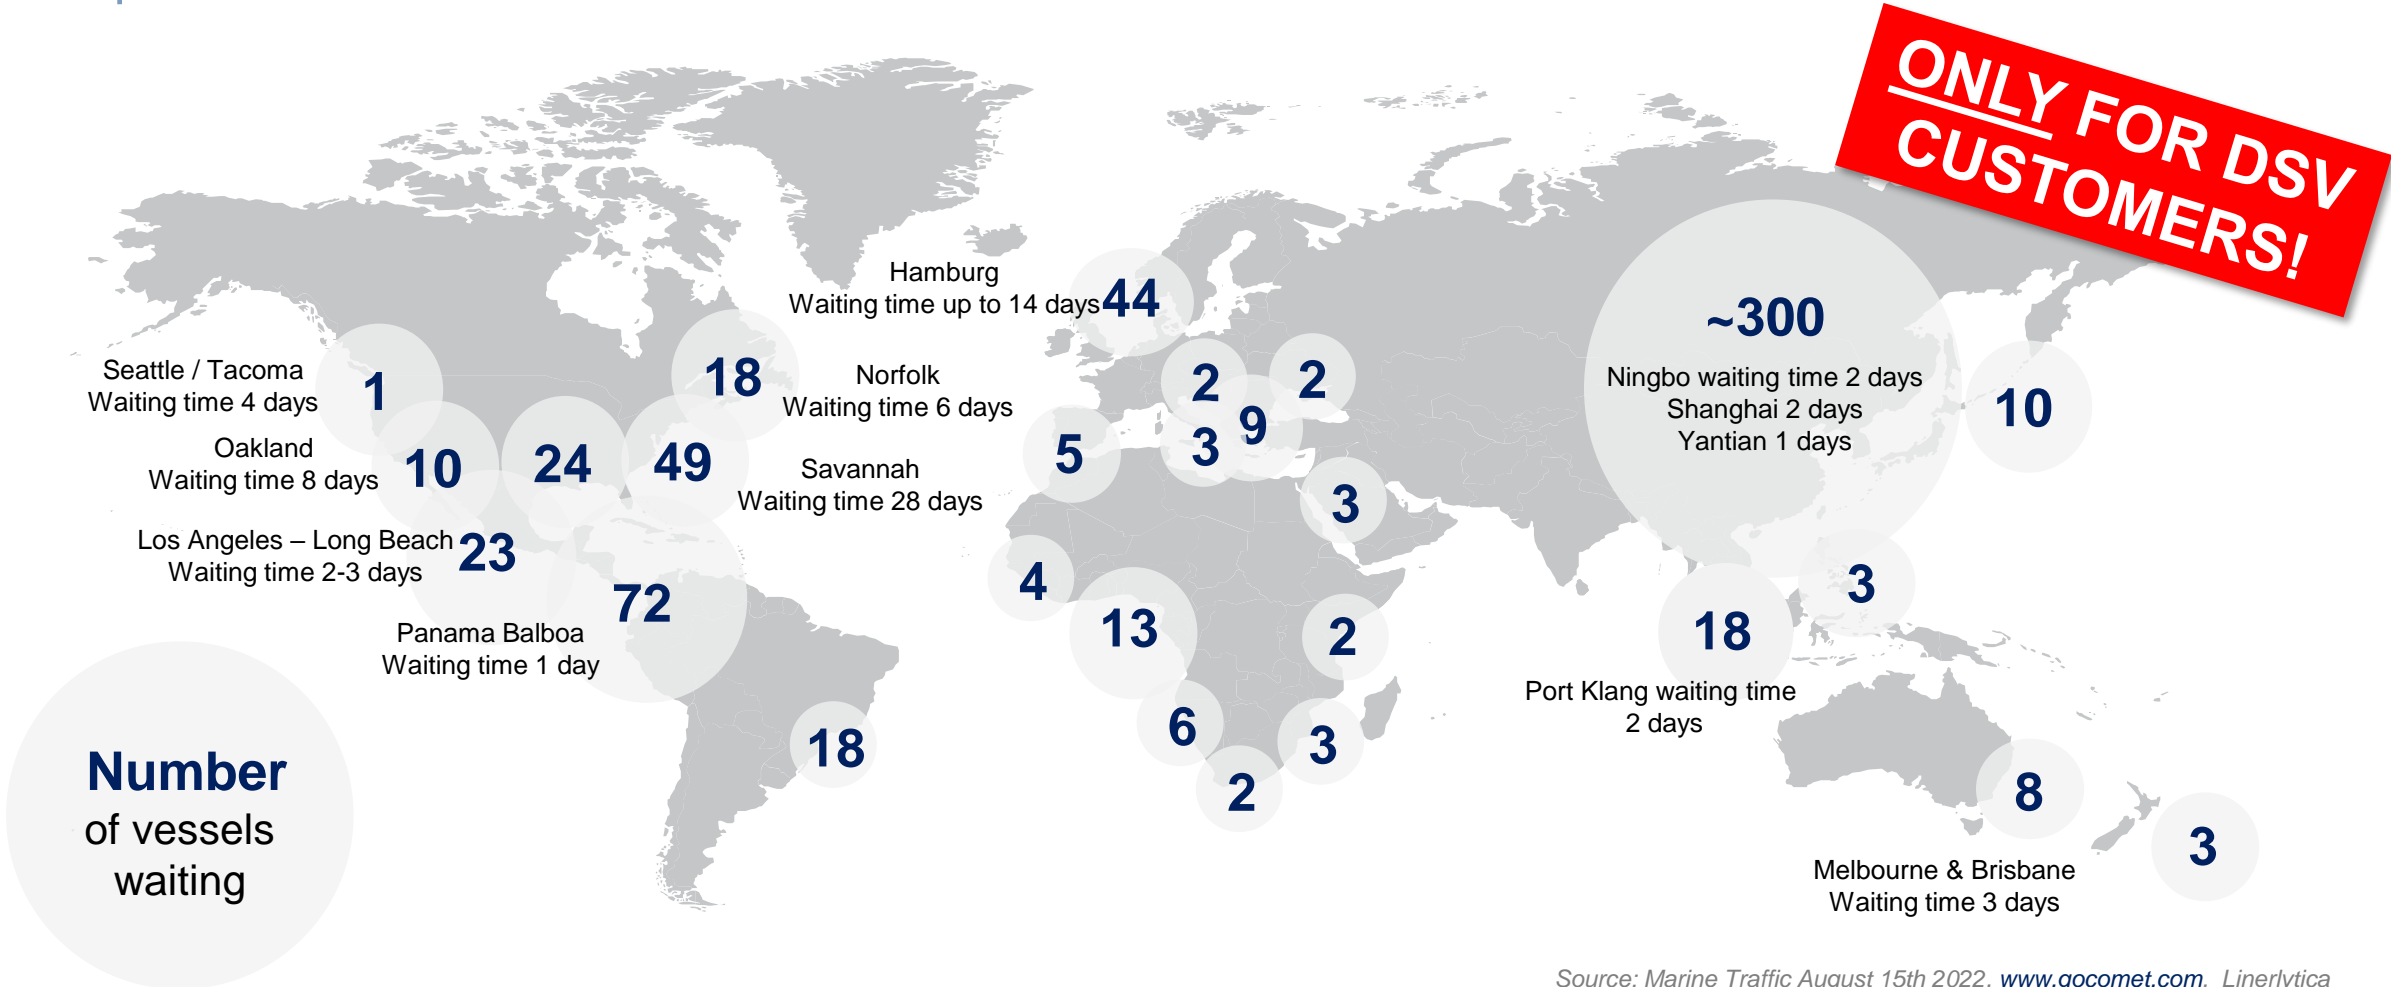 ONLY FOR DSV
CUSTOMERS!
Hamburg
Waiting time up to 14 days
44
~300
Ningbo waiting time 2 days
Shanghai 2 days
Yantian 1 days
Seattle / Tacoma
Waiting time 4 days
1
18
Norfolk
Waiting time 6 days
2
2
9
3
5
10
Oakland
Waiting time 8 days
10
24
49
Savannah
Waiting time 28 days
3
Los Angeles – Long Beach
Waiting time 2-3 days
23
72
4
13
2
18
3
Panama Balboa
Waiting time 1 day
Port Klang waiting time
2 days
18
6
3
2
8
3
Melbourne & Brisbane
Waiting time 3 days
Number
of vessels
waiting
Source: Marine Traffic August 15th 2022, www.gocomet.com, Linerlytica